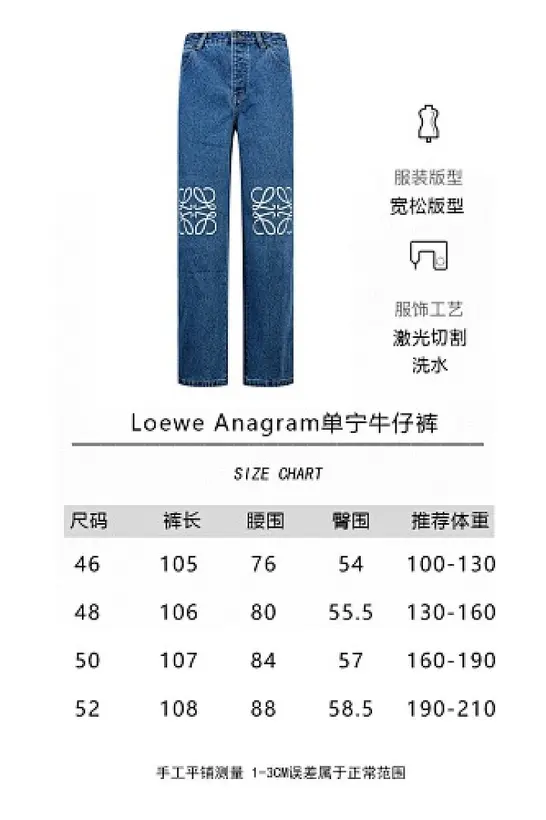 服装版型
宽松版型
服饰工艺
激光切割
洗水
Loewe Anagram单宁牛仔裤
SIZE CHART
尺码 裤长 腰围 臀围 推荐体重
46 105 76 54 100-130
48 106 80 55.5 130-160
50 107 84 57 160-190
52 108 88 58.5 190-210
手工平铺测量 1-3CM误差属于正常范围